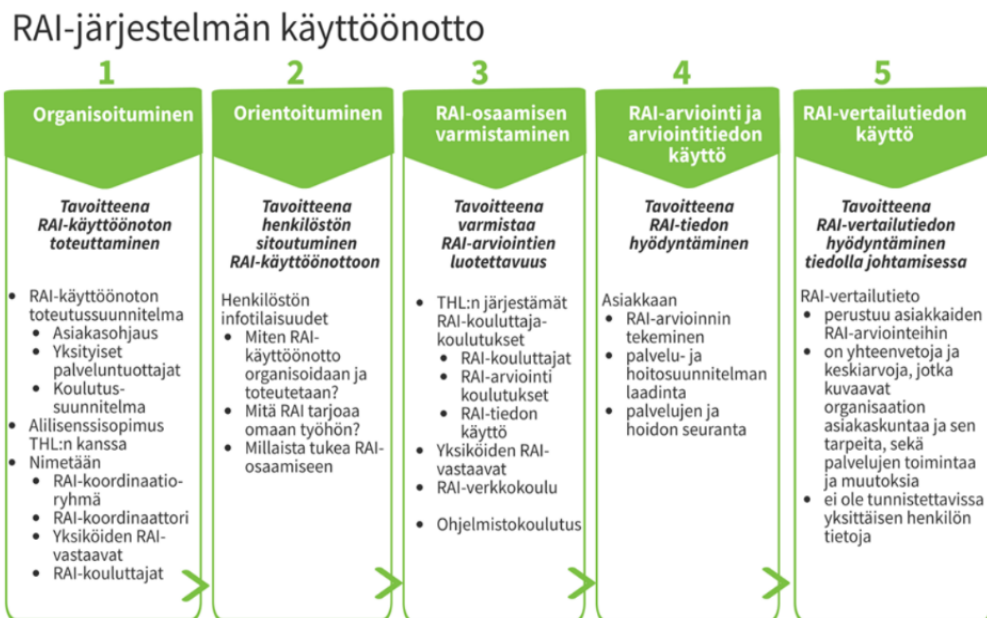 RAI-järjestelmän käyttöönotto
1
Organisoituminen
Tavoitteena
RAI-käyttöönoton
toteuttaminen
• RAI-käyttöönoton
toteutussuunnitelma
• Asiakasohjaus
• Yksityiset
palveluntuottajat
• Koulutus-
suunnitelma
• Alilisenssisopimus
THL:n kanssa
• Nimetään
• RAI-koordinaatio-
ryhmä
• RAI-koordinaattori
• Yksiköiden RAI-
vastaavat
• RAI-kouluttajat
2
Orientoituminen
Tavoitteena
henkilöstön
sitoutuminen
RAI-käyttöönottoon
Henkilöstön
infotilaisuudet
• Miten RAI-
käyttöönotto
organisoidaan ja
toteutetaan?
• Mitä RAI tarjoaa
omaan työhön?
• Millaista tukea RAI-
osaamiseen
3
RAI-osaamisen
varmistaminen
Tavoitteena
varmistaa
RAI-arviointien
luotettavuus
• THL:n järjestämät
RAI-kouluttaja-
koulutukset
• RAI-kouluttajat
• RAI-arviointi
koulutukset
• RAI-tiedon
käyttö
• Yksiköiden RAI-
vastaavat
• RAI-verkkokoulu
• Ohjelmistokoulutus
4
RAI-arviointi ja
arviointitiedon
käyttö
Tavoitteena
RAI-tiedon
hyödyntäminen
Asiakkaan
• RAI-arvioinnin
tekeminen
• palvelu- ja
hoitosuunnitelman
laadinta
• palvelujen ja
hoidon seuranta
5
RAI-vertailutiedon
käyttö
Tavoitteena
RAI-vertailutiedon
hyödyntäminen
tiedolla johtamisessa
RAI-vertailutieto
• perustuu asiakkaiden
RAI-arviointeihin
• on yhteenvetoja ja
keskiarvoja, jotka
kuvaavat
organisaation
asiakaskuntaa ja sen
tarpeita, sekä
palvelujen toimintaa
ja muutoksia
• ei ole tunnistettavissa
yksittäisen henkilön
tietoja